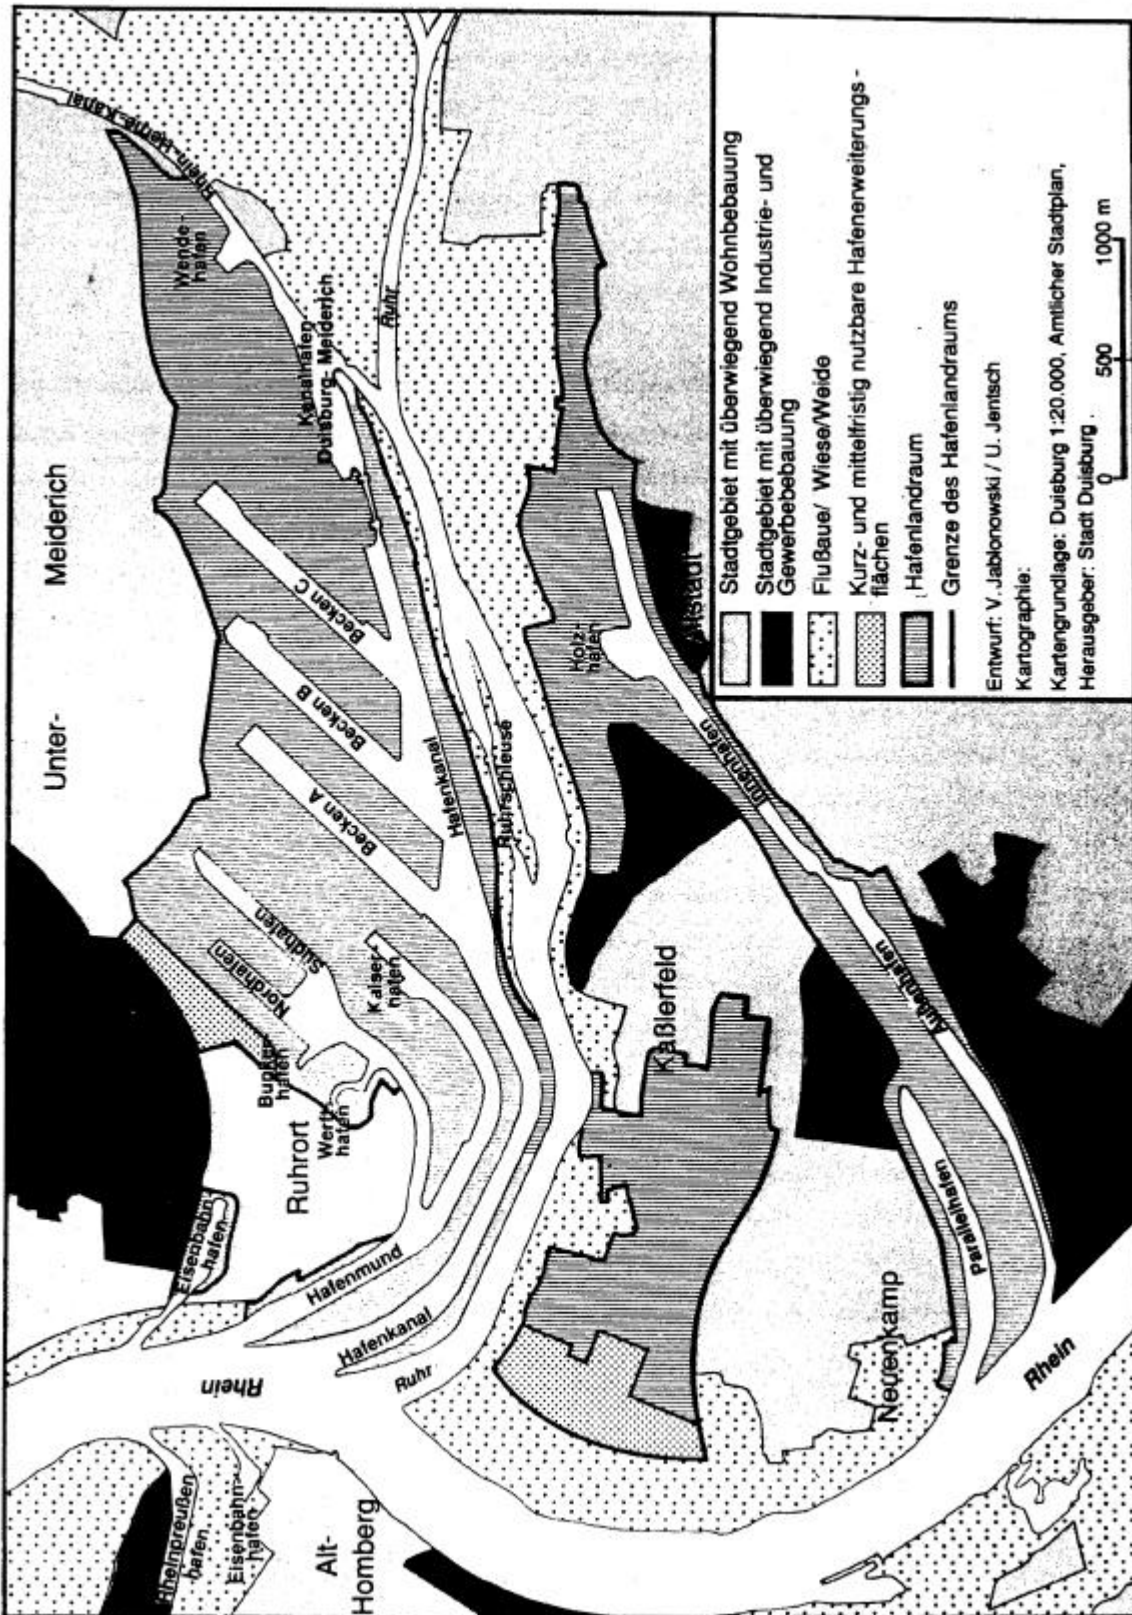 Unter- Meiderich
Rhein-Herne-Kanal
Wende-
hafen
Kanalhafen
Duisburg-Meiderich
Ruhr
Becken C
Becken B
Becken A
Hafenkanal
Ruhrschleuse
Südhafen
Nordhafen
Kaiser-
hafen
Bunker-
hafen
Werft-
hafen
Ruhrort
Eisenbahn-
hafen
Hafenmund
Hafenkanal
Ruhr
Rhein
Rheinpreußen-
hafen
Eisenbahn-
hafen
Alt-
Homberg
Holz-
hafen
Altstadt
Innenhafen
Kaßlerfeld
Außenhafen
Parallelhafen
Neuenkamp
Rhein
Stadtgebiet mit überwiegend Wohnbebauung
Stadtgebiet mit überwiegend Industrie- und
Gewerbebebauung
Flußaue/ Wiese/Weide
Kurz- und mittelfristig nutzbare Hafenerweiterungs-
flächen
Hafenlandraum
Grenze des Hafenlandraums
Entwurf: V. Jablonowski / U. Jentsch
Kartographie:
Kartengrundlage: Duisburg 1:20.000, Amtlicher Stadtplan,
Herausgeber: Stadt Duisburg
0 500 1000 m